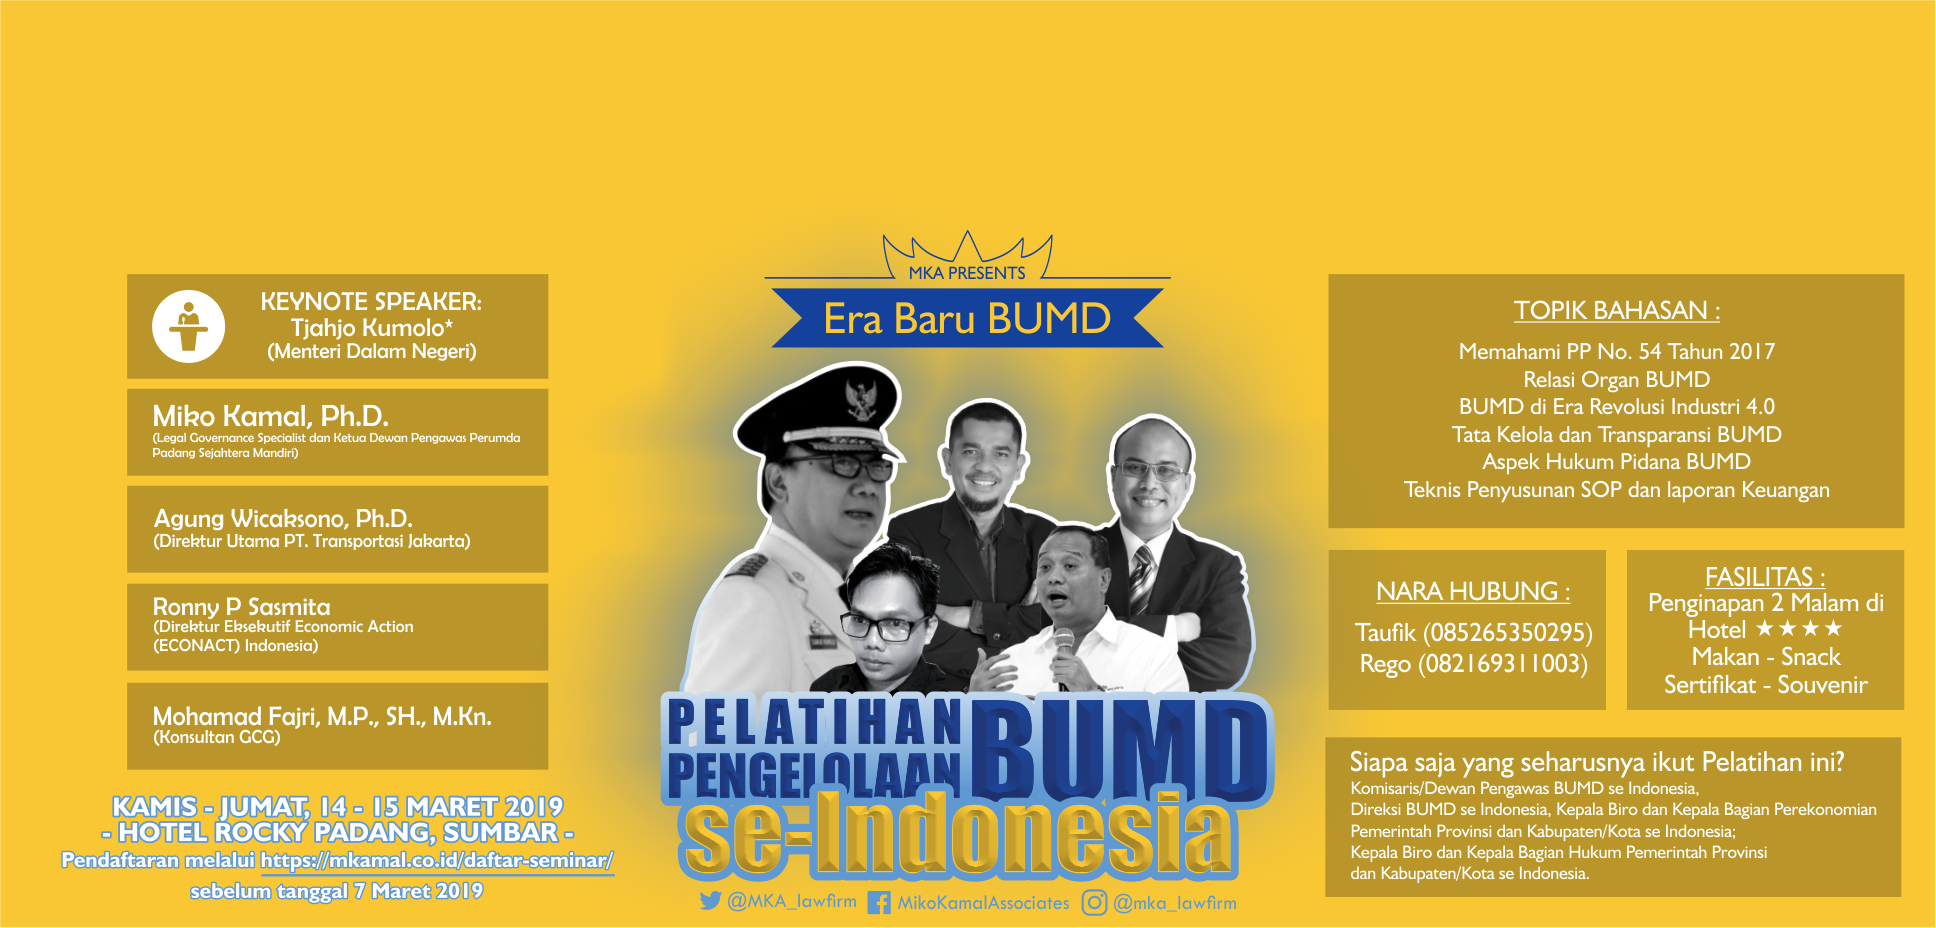 MKA PRESENTS
Era Baru BUMD
KEYNOTE SPEAKER:
Tjahjo Kumolo*
(Menteri Dalam Negeri)
Miko Kamal, Ph.D.
(Legal Governance Specialist dan Ketua Dewan Pengawas Perumda
Padang Sejahtera Mandiri)
Agung Wicaksono, Ph.D.
(Direktur Utama PT. Transportasi Jakarta)
Ronny P Sasmita
(Direktur Eksekutif Economic Action
(ECONACT) Indonesia)
Mohamad Fajri, M.P., SH., M.Kn.
(Konsultan GCG)
KAMIS - JUMAT, 14 - 15 MARET 2019
- HOTEL ROCKY PADANG, SUMBAR -
Pendaftaran melalui https://mkamal.co.id/daftar-seminar/
sebelum tanggal 7 Maret 2019
PELATIHAN
PENGELOLAAN
BUMD
se-Indonesia
@MKA_lawfirm MikoKamalAssociates @mka_lawfirm
TOPIK BAHASAN :
Memahami PP No. 54 Tahun 2017
Relasi Organ BUMD
BUMD di Era Revolusi Industri 4.0
Tata Kelola dan Transparansi BUMD
Aspek Hukum Pidana BUMD
Teknis Penyusunan SOP dan laporan Keuangan
NARA HUBUNG :
Taufik (085265350295)
Rego (082169311003)
FASILITAS :
Penginapan 2 Malam di
Hotel ★★★★
Makan - Snack
Sertifikat - Souvenir
Siapa saja yang seharusnya ikut Pelatihan ini?
Komisaris/Dewan Pengawas BUMD se Indonesia,
Direksi BUMD se Indonesia, Kepala Biro dan Kepala Bagian Perekonomian
Pemerintah Provinsi dan Kabupaten/Kota se Indonesia;
Kepala Biro dan Kepala Bagian Hukum Pemerintah Provinsi
dan Kabupaten/Kota se Indonesia.